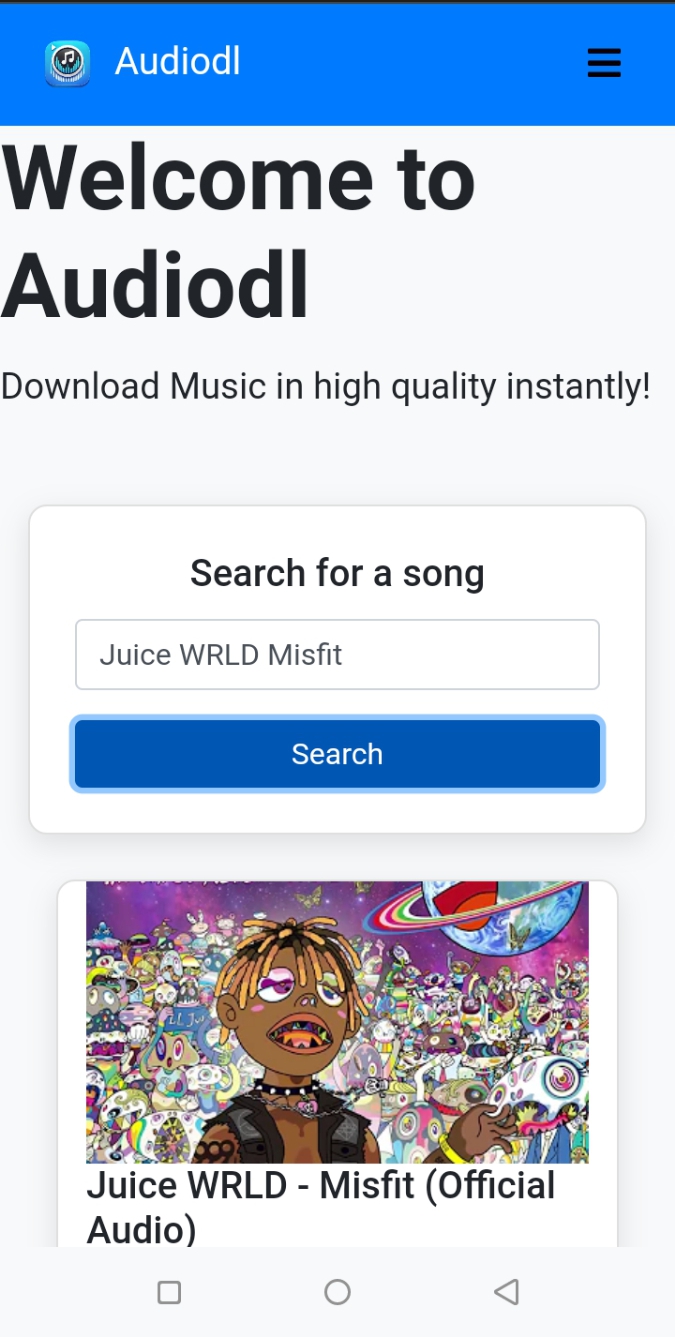 Audiodl
Welcome to
Audiodl
Download Music in high quality instantly!
Search for a song
Juice WRLD Misfit
Search
Juice WRLD - Misfit (Official
Audio)